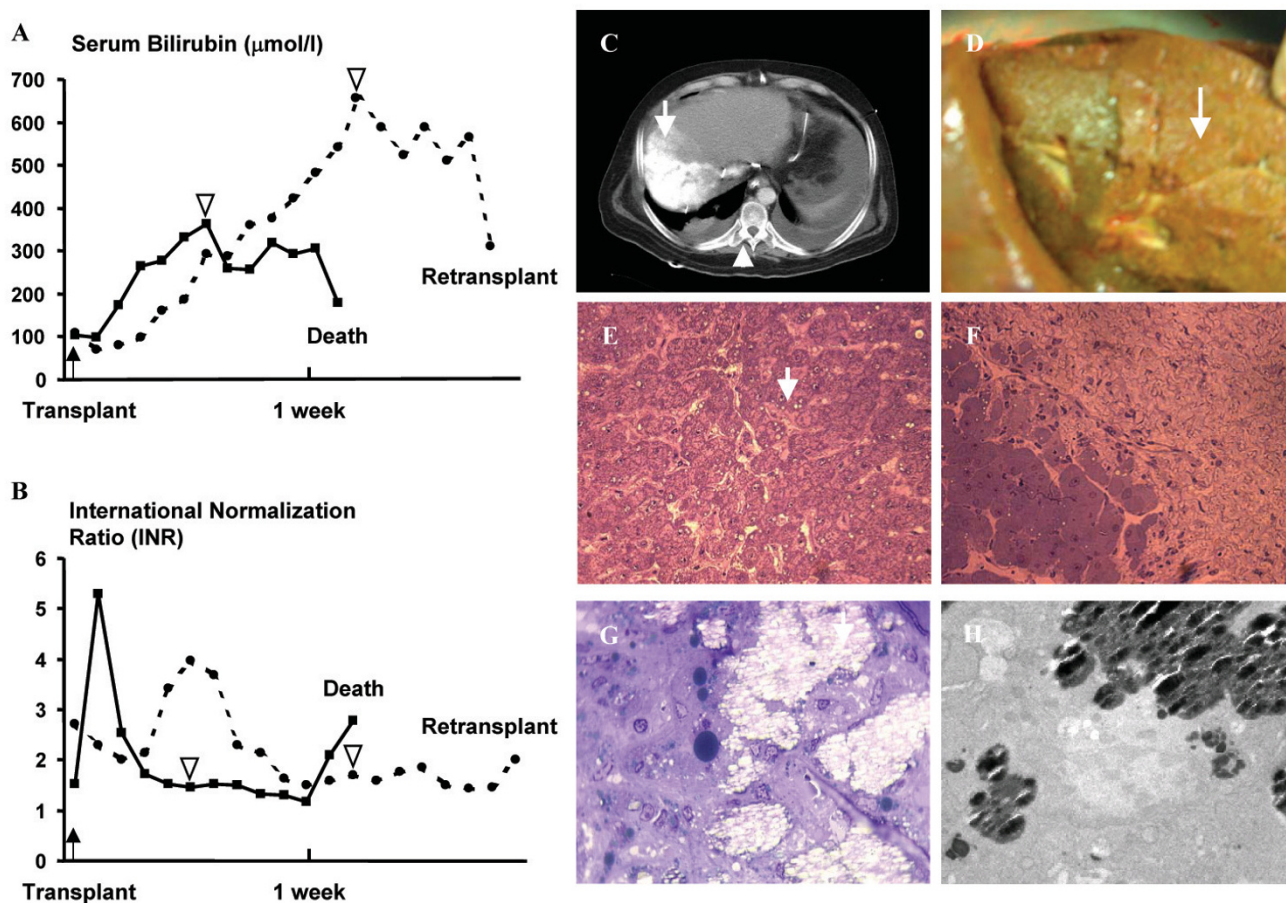 A
Serum Bilirubin (μmol/l)
700
600
500
400
300
200
100
0
Retransplant
Death
Transplant
1 week
B
International Normalization
Ratio (INR)
6
5
4
3
2
1
0
Death
Retransplant
Transplant
1 week
C
D
E
F
G
H